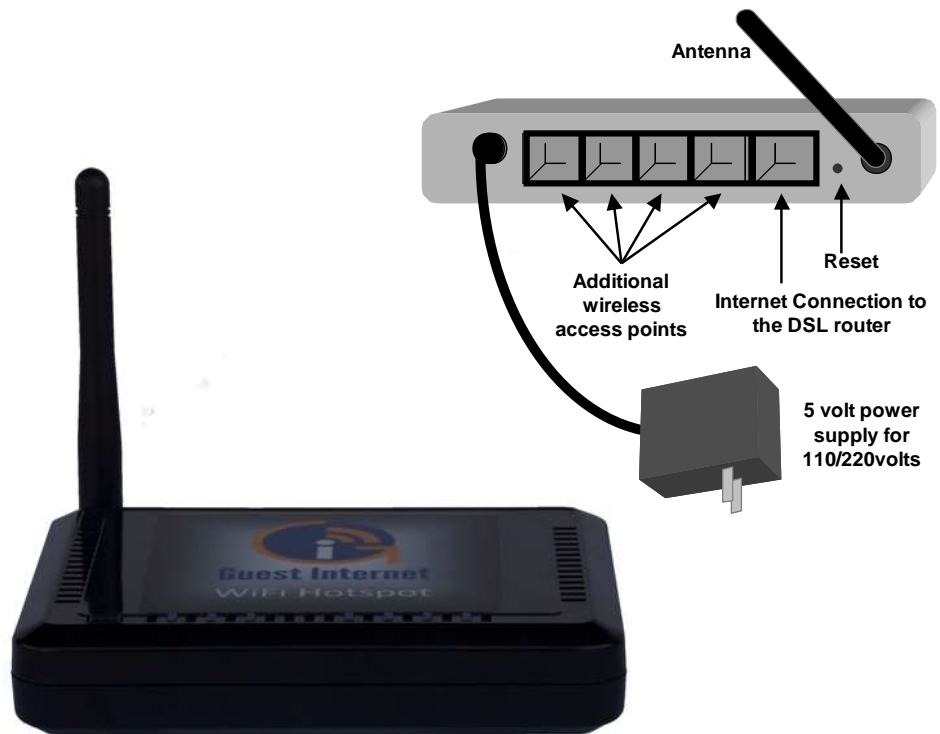 Antenna
Reset
Additional
wireless
access points
Internet Connection to
the DSL router
5 volt power
supply for
110/220volts
Guest Internet
WiFi Hotspot